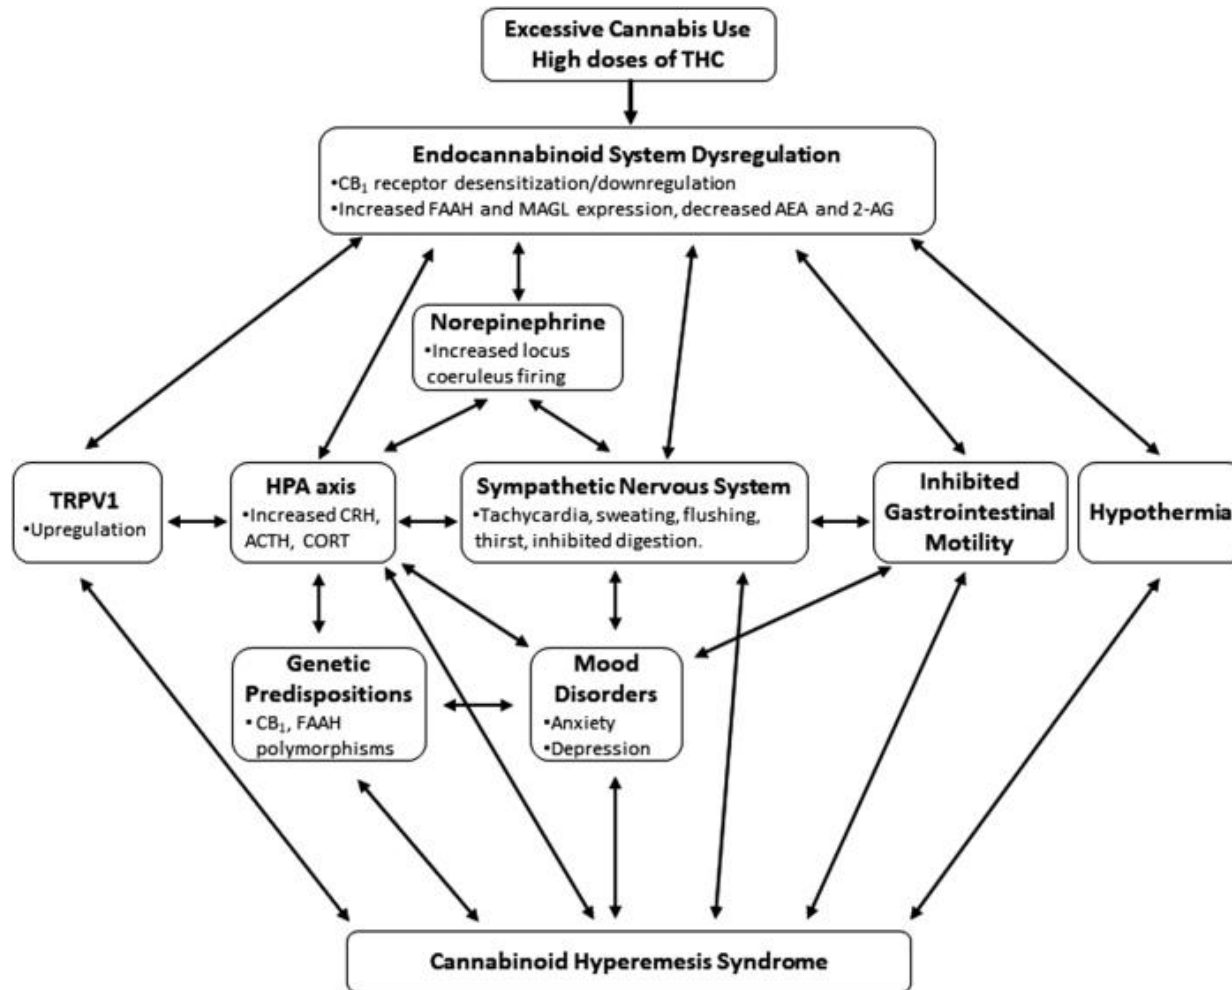 Excessive Cannabis Use
High doses of THC
Endocannabinoid System Dysregulation
•CB₁ receptor desensitization/downregulation
•Increased FAAH and MAGL expression, decreased AEA and 2-AG
Norepinephrine
•Increased locus
coeruleus firing
TRPV1
•Upregulation
HPA axis
•Increased CRH,
ACTH, CORT
Sympathetic Nervous System
•Tachycardia, sweating, flushing,
thirst, inhibited digestion.
Inhibited
Gastrointestinal
Motility
Hypothermia
Genetic
Predispositions
•CB₁, FAAH
polymorphisms
Mood
Disorders
•Anxiety
•Depression
Cannabinoid Hyperemesis Syndrome